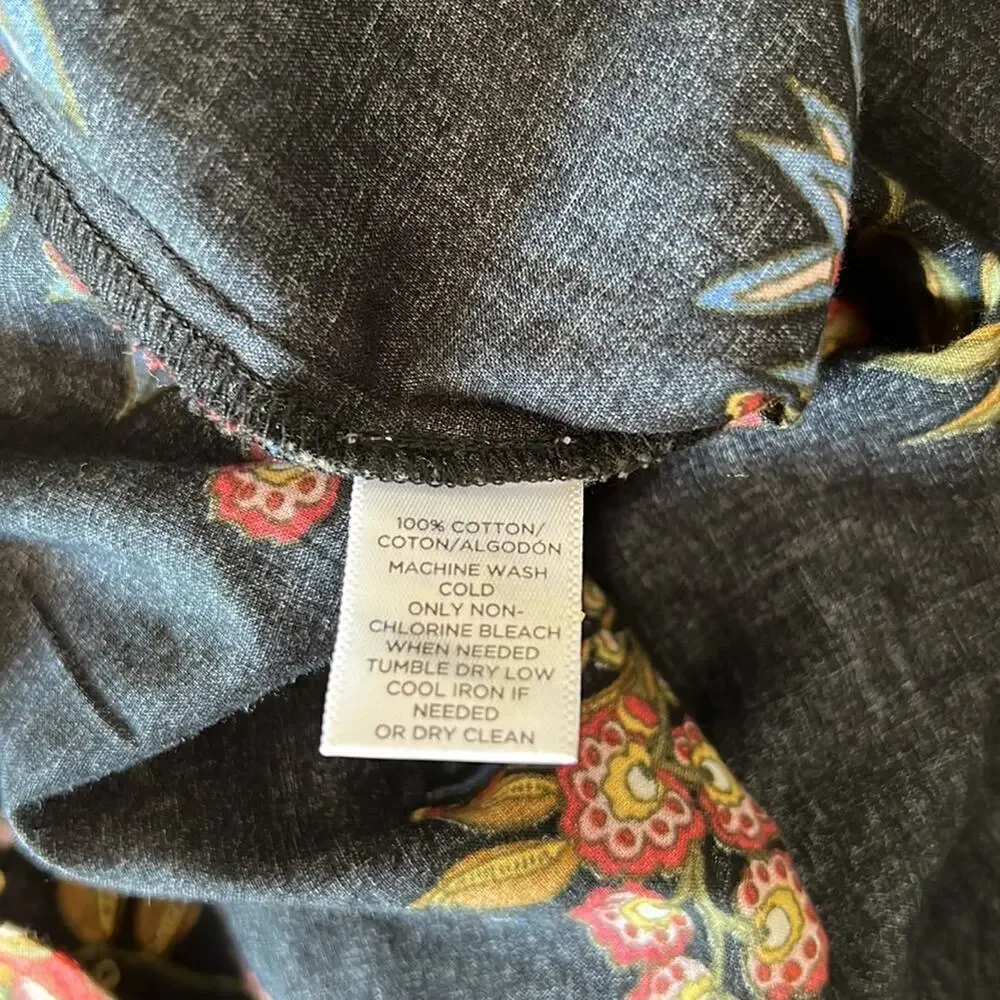 100% COTTON/
COTON/ALGODÓN
MACHINE WASH
COLD
ONLY NON-
CHLORINE BLEACH
WHEN NEEDED
TUMBLE DRY LOW
COOL IRON IF
NEEDED
OR DRY CLEAN